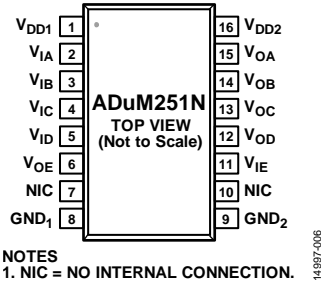 VDD1 1 16 VDD2
VIA 2 15 VOA
VIB 3 14 VOB
VIC 4 ADuM251N 13 VOC
TOP VIEW
VID 5 (Not to Scale) 12 VOD
VOE 6 11 VIE
NIC 7 10 NIC
GND1 8 9 GND2
NOTES
1. NIC = NO INTERNAL CONNECTION.
14997-006